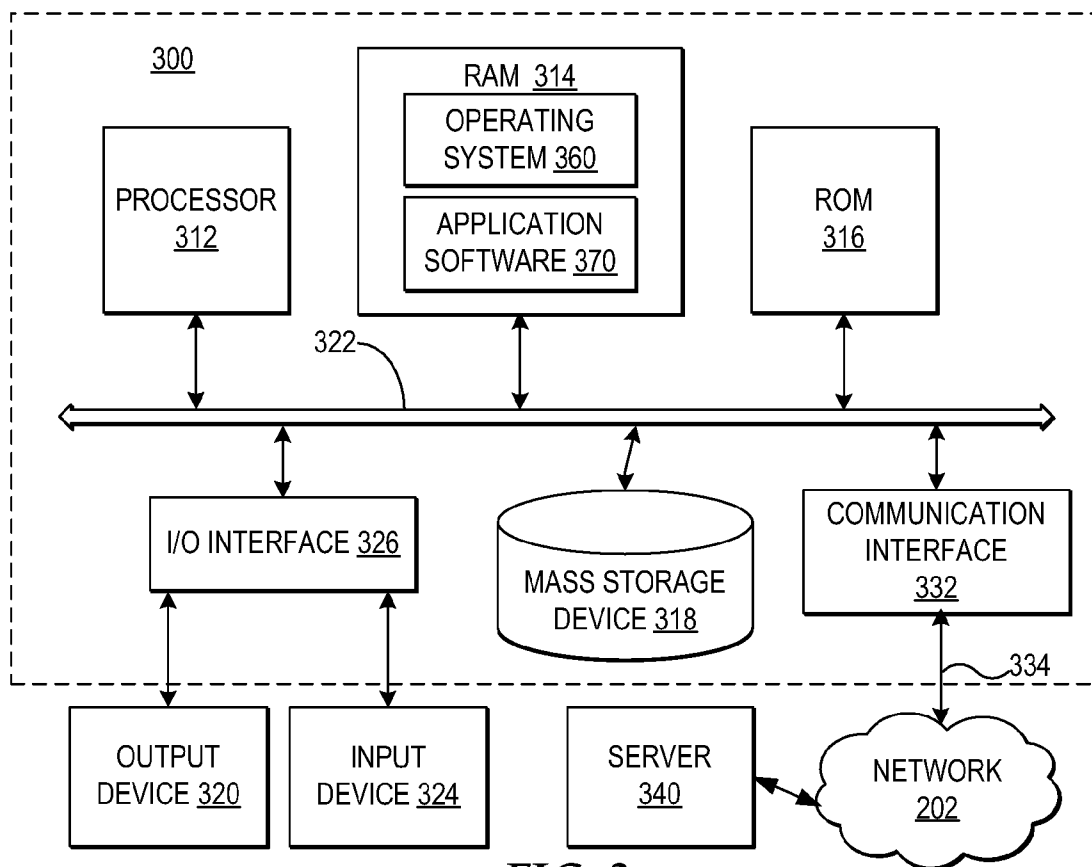 300
RAM 314
OPERATING
SYSTEM 360
APPLICATION
SOFTWARE 370
PROCESSOR
312
ROM
316
322
I/O INTERFACE 326
MASS STORAGE
DEVICE 318
COMMUNICATION
INTERFACE
332
334
OUTPUT
DEVICE 320
INPUT
DEVICE 324
SERVER
340
NETWORK
202